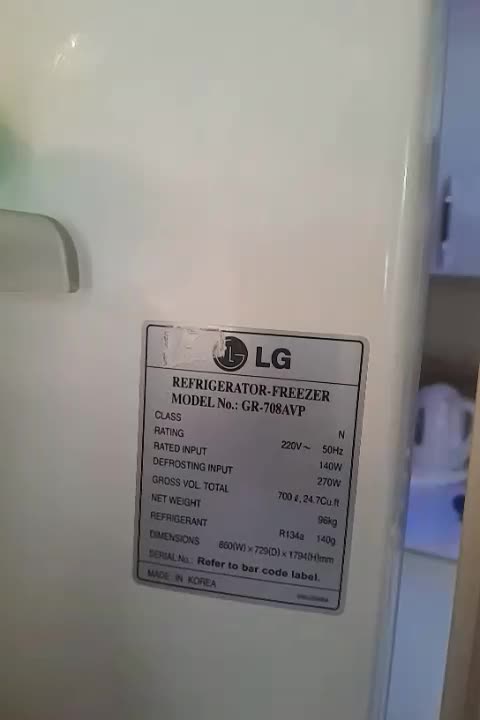 LG
REFRIGERATOR-FREEZER
MODEL No.: GR-708AVP
CLASS N
RATING 220V~ 50Hz
RATED INPUT 140W
DEFROSTING INPUT 270W
GROSS VOL. TOTAL 700ℓ, 24.7Cu.ft
NET WEIGHT 96kg
REFRIGERANT R134a 140g
DIMENSIONS 860(W)×729(D)×1794(H)mm
SERIAL No.: Refer to bar code label.
MADE IN KOREA